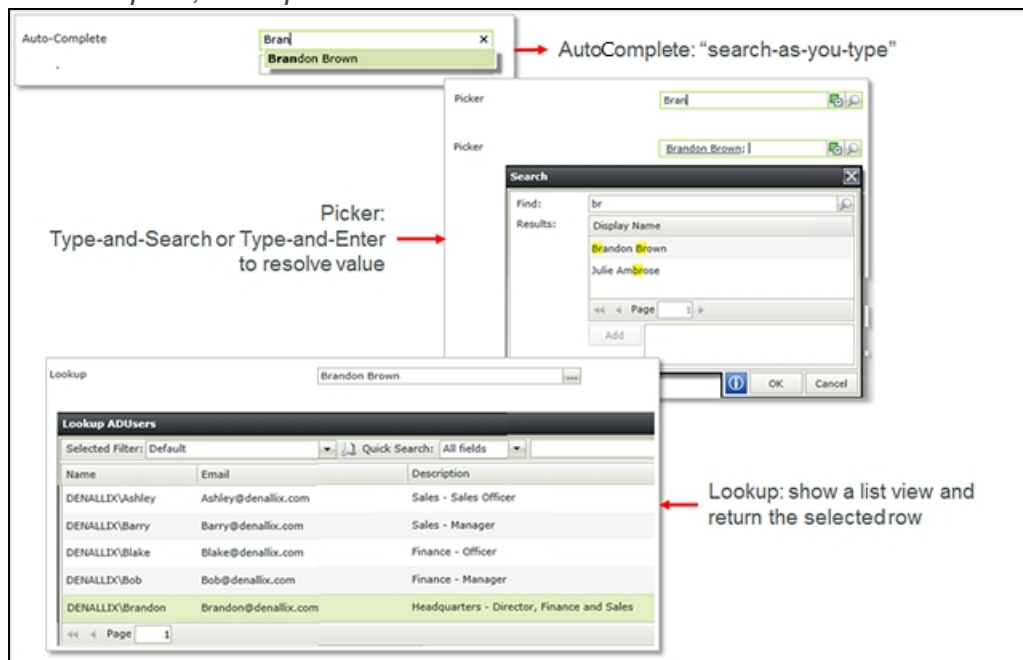 Auto-Complete
Bran
Brandon Brown
AutoComplete: “search-as-you-type”
Picker
Bran
Picker
Brandon Brown;
Picker:
Type-and-Search or Type-and-Enter
to resolve value
Search
Find:
br
Results:
Display Name
Brandon Brown
Julie Ambrose
Page 1
Add
OK
Cancel
Lookup
Brandon Brown
...
Lookup ADUsers
Selected Filter: Default
Quick Search: All fields
Name Email Description
DENALLIX\Ashley Ashley@denallix.com Sales - Sales Officer
DENALLIX\Barry Barry@denallix.com Sales - Manager
DENALLIX\Blake Blake@denallix.com Finance - Officer
DENALLIX\Bob Bob@denallix.com Finance - Manager
DENALLIX\Brandon Brandon@denallix.com Headquarters - Director, Finance and Sales
Page 1
Lookup: show a list view and
return the selected row